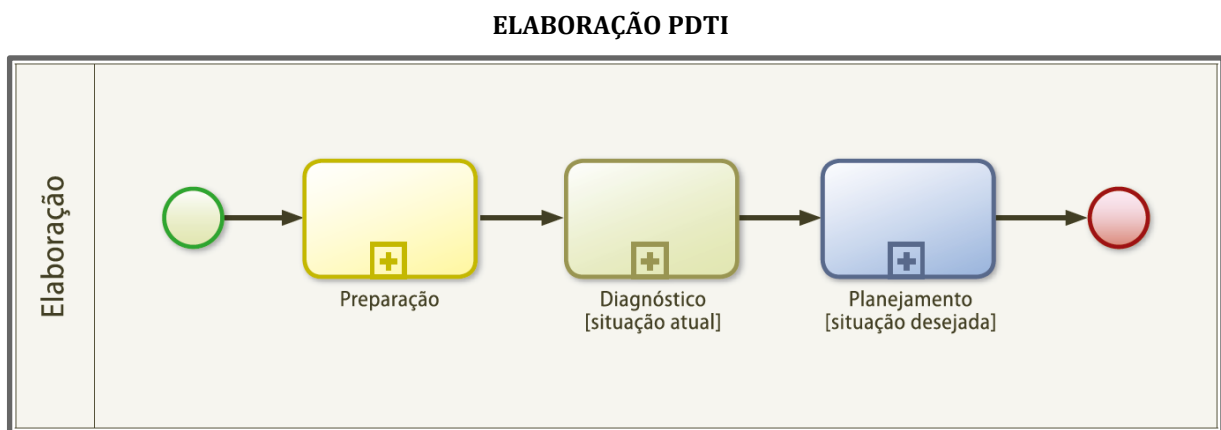 ELABORAÇÃO PDTI
Elaboração
Preparação
Diagnóstico
[situação atual]
Planejamento
[situação desejada]